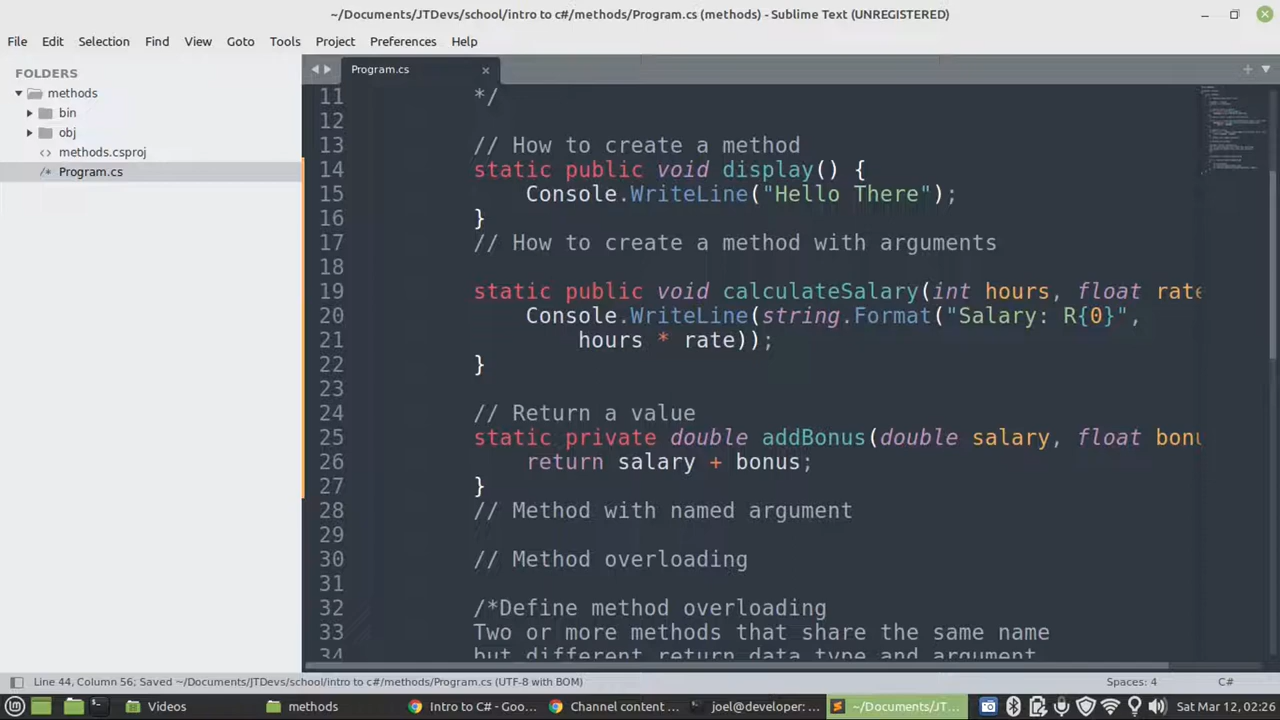 ~/Documents/JTDevs/school/intro to c#/methods/Program.cs (methods) - Sublime Text (UNREGISTERED)
File Edit Selection Find View Goto Tools Project Preferences Help
FOLDERS
methods
bin
obj
<> methods.csproj
/* Program.cs
Program.cs
11 */
12
13 // How to create a method
14 static public void display() {
15 Console.WriteLine("Hello There");
16 }
17 // How to create a method with arguments
18
19 static public void calculateSalary(int hours, float rate
20 Console.WriteLine(string.Format("Salary: R{0}",
21 hours * rate));
22 }
23
24 // Return a value
25 static private double addBonus(double salary, float bonu
26 return salary + bonus;
27 }
28 // Method with named argument
29
30 // Method overloading
31
32 /*Define method overloading
33 Two or more methods that share the same name
34 but different return data type and argument
Line 44, Column 56; Saved ~/Documents/JTDevs/school/intro to c#/methods/Program.cs (UTF-8 with BOM)
Spaces: 4
C#
Videos
methods
Intro to C# - Goo...
Channel content ...
joel@developer: ...
~/Documents/JT...
Sat Mar 12, 02:26